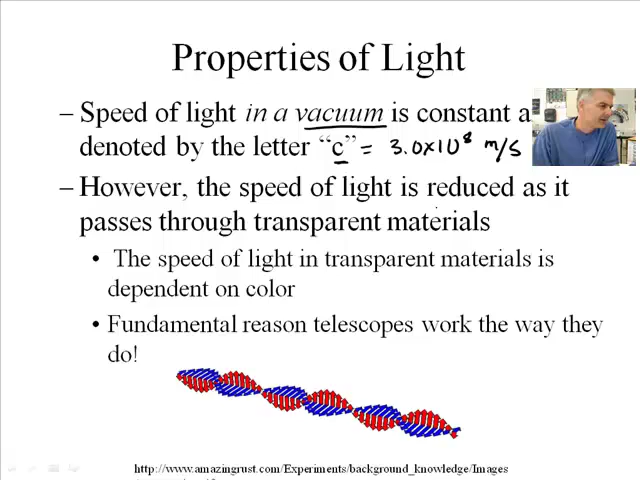 Properties of Light
– Speed of light in a vacuum is constant a
denoted by the letter “c” = 3.0x10⁸ m/s
– However, the speed of light is reduced as it
passes through transparent materials
• The speed of light in transparent materials is
dependent on color
• Fundamental reason telescopes work the way they
do!
http://www.amazingrust.com/Experiments/background_knowledge/Images